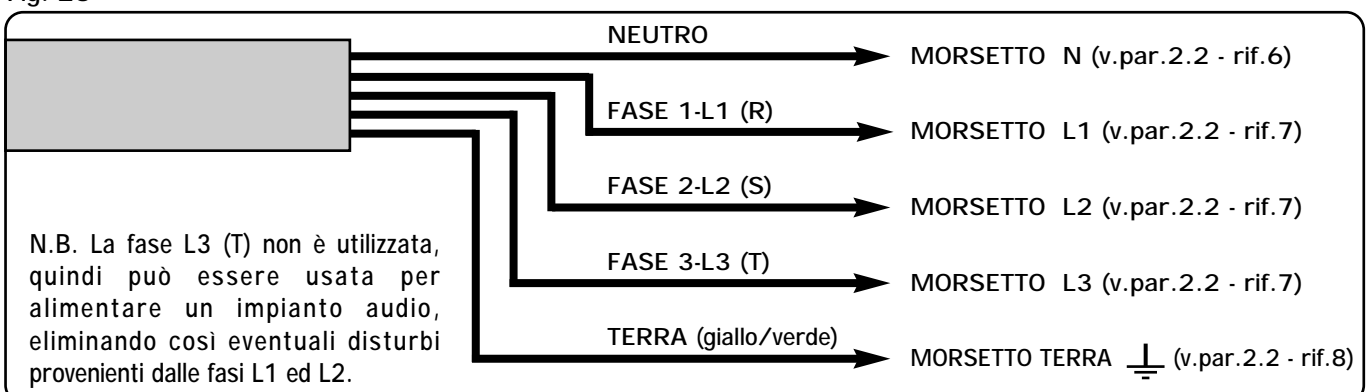 NEUTRO
MORSETTO N (v.par.2.2 - rif.6)
FASE 1-L1 (R)
MORSETTO L1 (v.par.2.2 - rif.7)
FASE 2-L2 (S)
MORSETTO L2 (v.par.2.2 - rif.7)
FASE 3-L3 (T)
MORSETTO L3 (v.par.2.2 - rif.7)
TERRA (giallo/verde)
MORSETTO TERRA ⏚ (v.par.2.2 - rif.8)
N.B. La fase L3 (T) non è utilizzata,
quindi può essere usata per
alimentare un impianto audio,
eliminando così eventuali disturbi
provenienti dalle fasi L1 ed L2.